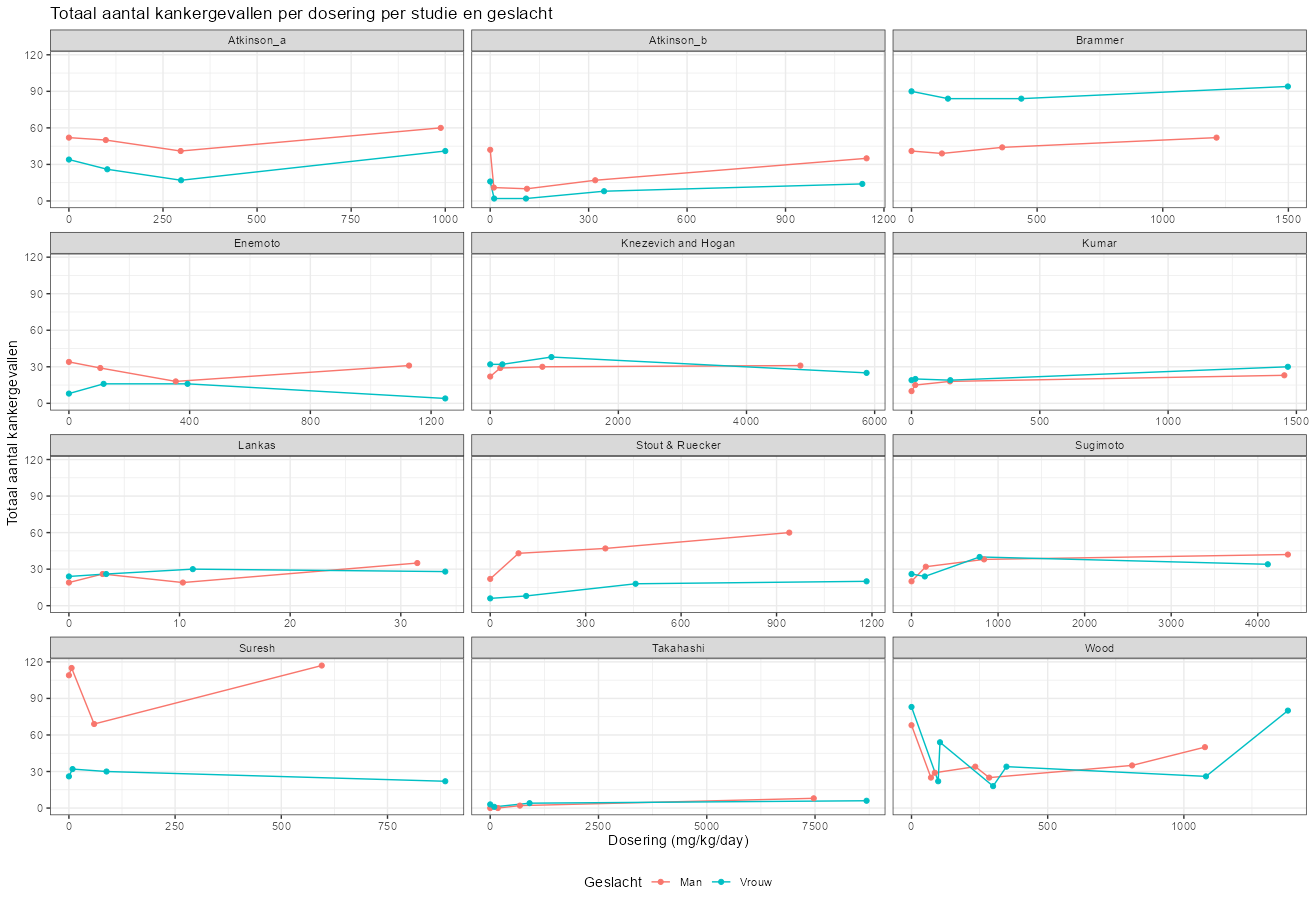 Totaal aantal kankergevallen per dosering per studie en geslacht
Atkinson_a
Atkinson_b
Brammer
120
90
60
30
0
0 250 500 750 1000
0 300 600 900 1200
0 500 1000 1500
Enemoto
Knezevich and Hogan
Kumar
120
90
60
30
0
0 400 800 1200
0 2000 4000 6000
0 500 1000 1500
Totaal aantal kankergevallen
Lankas
Stout & Ruecker
Sugimoto
120
90
60
30
0
0 10 20 30
0 300 600 900 1200
0 1000 2000 3000 4000
Suresh
Takahashi
Wood
120
90
60
30
0
0 250 500 750
0 2500 5000 7500
0 500 1000
Dosering (mg/kg/day)
Geslacht Man Vrouw